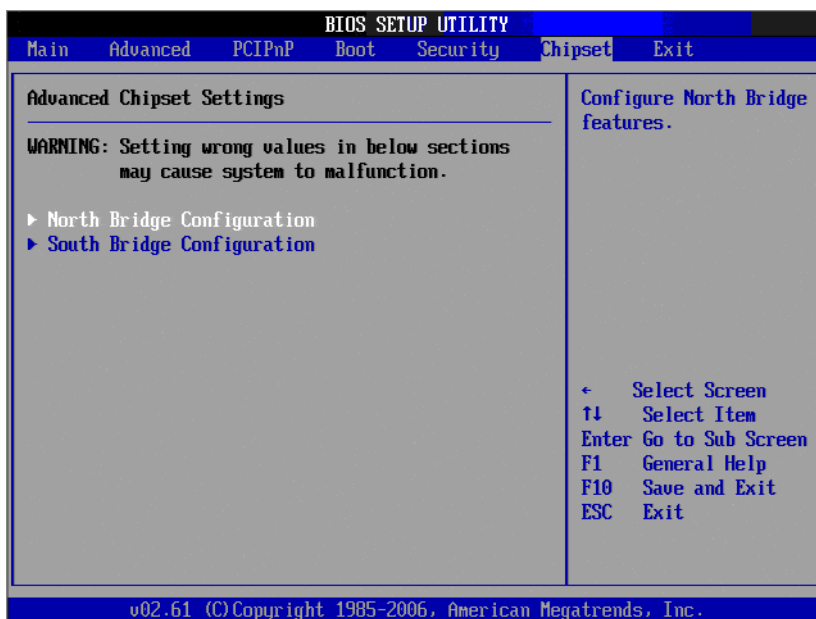 BIOS SETUP UTILITY
Main Advanced PCIPnP Boot Security Chipset Exit
Advanced Chipset Settings
WARNING: Setting wrong values in below sections
may cause system to malfunction.
▶ North Bridge Configuration
▶ South Bridge Configuration
Configure North Bridge
features.
← Select Screen
↑↓ Select Item
Enter Go to Sub Screen
F1 General Help
F10 Save and Exit
ESC Exit
v02.61 (C)Copyright 1985-2006, American Megatrends, Inc.